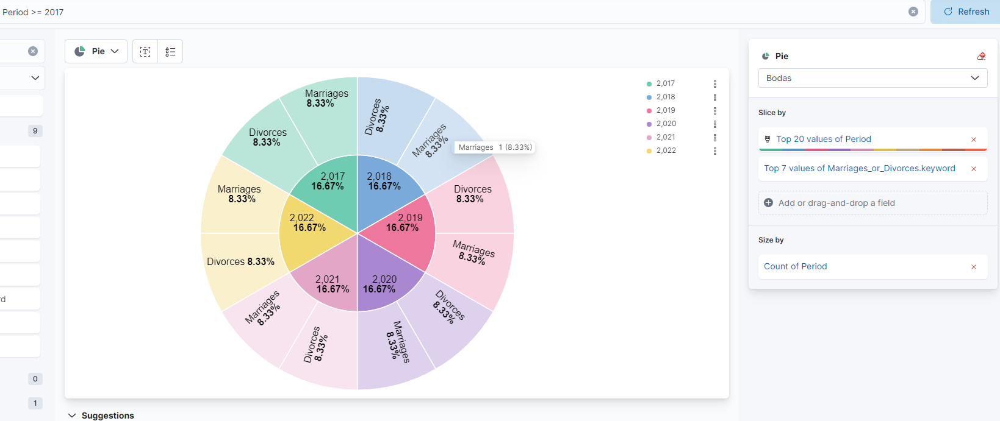 Period >= 2017
Refresh
Pie
Marriages
8.33%
Divorces
8.33%
Divorces
8.33%
Marriages
8.33%
Marriages 1 (8.33%)
Marriages
8.33%
Divorces
8.33%
2,017
16.67%
2,018
16.67%
2,022
16.67%
2,019
16.67%
Divorces 8.33%
Marriages
8.33%
2,021
16.67%
2,020
16.67%
Marriages
8.33%
Divorces
8.33%
Divorces
8.33%
Marriages
8.33%
2,017
2,018
2,019
2,020
2,021
2,022
9
rd
0
1
Suggestions
Pie
Bodas
Slice by
Top 20 values of Period
Top 7 values of Marriages_or_Divorces.keyword
Add or drag-and-drop a field
Size by
Count of Period